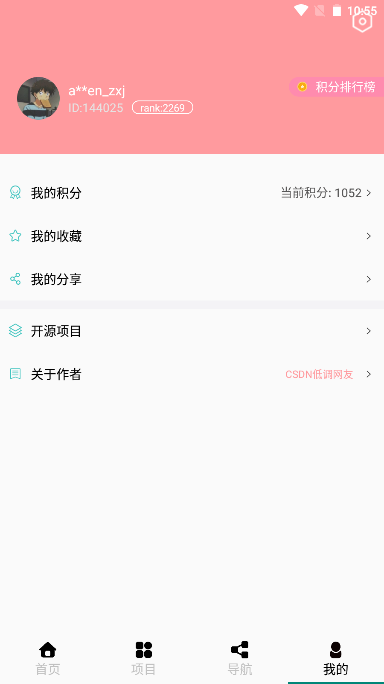 10:55
积分排行榜
a**en_zxj
ID:144025 rank:2269
我的积分 当前积分: 1052
我的收藏
我的分享
开源项目
关于作者 CSDN低调网友
首页 项目 导航 我的